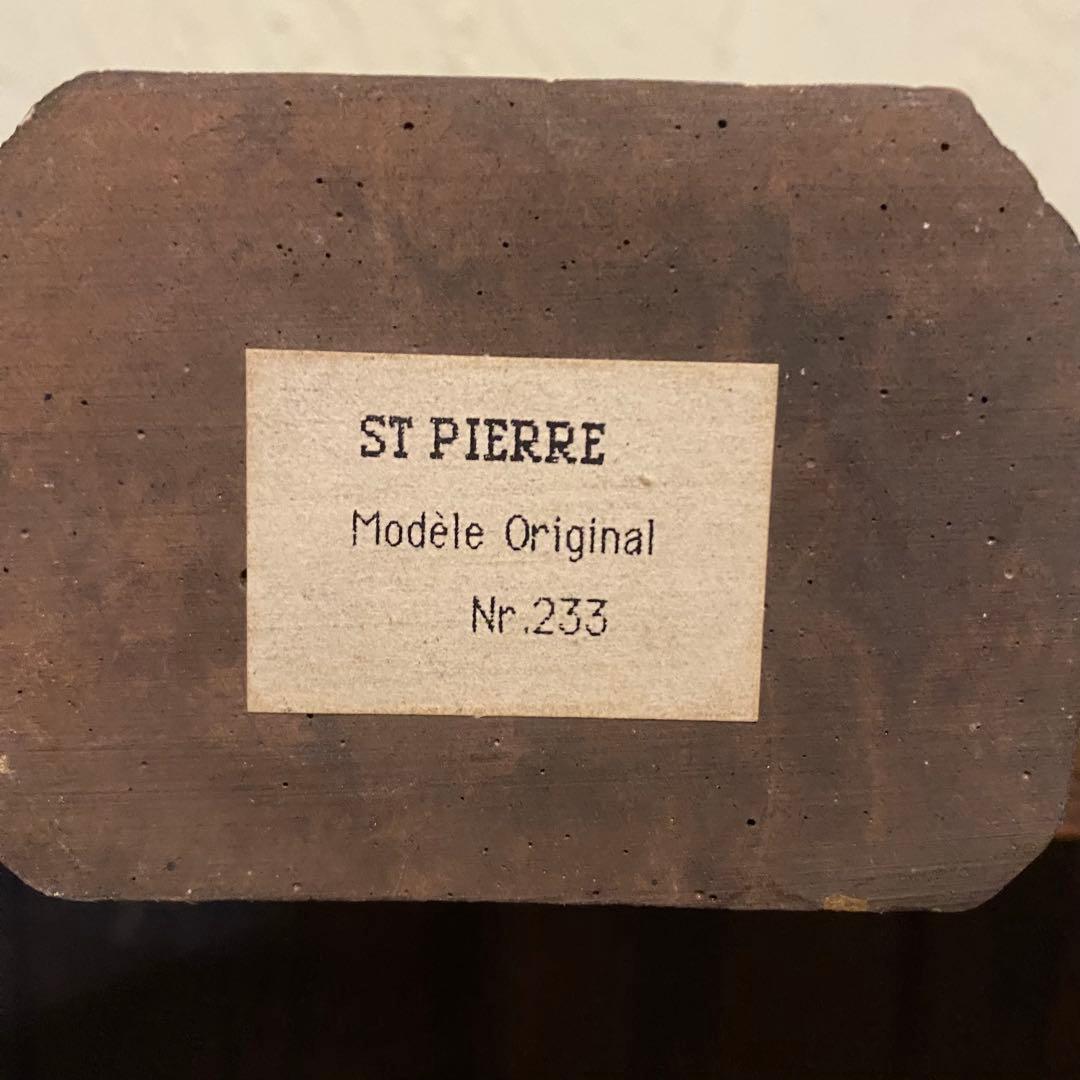 ST PIERRE
Modèle Original
Nr.233